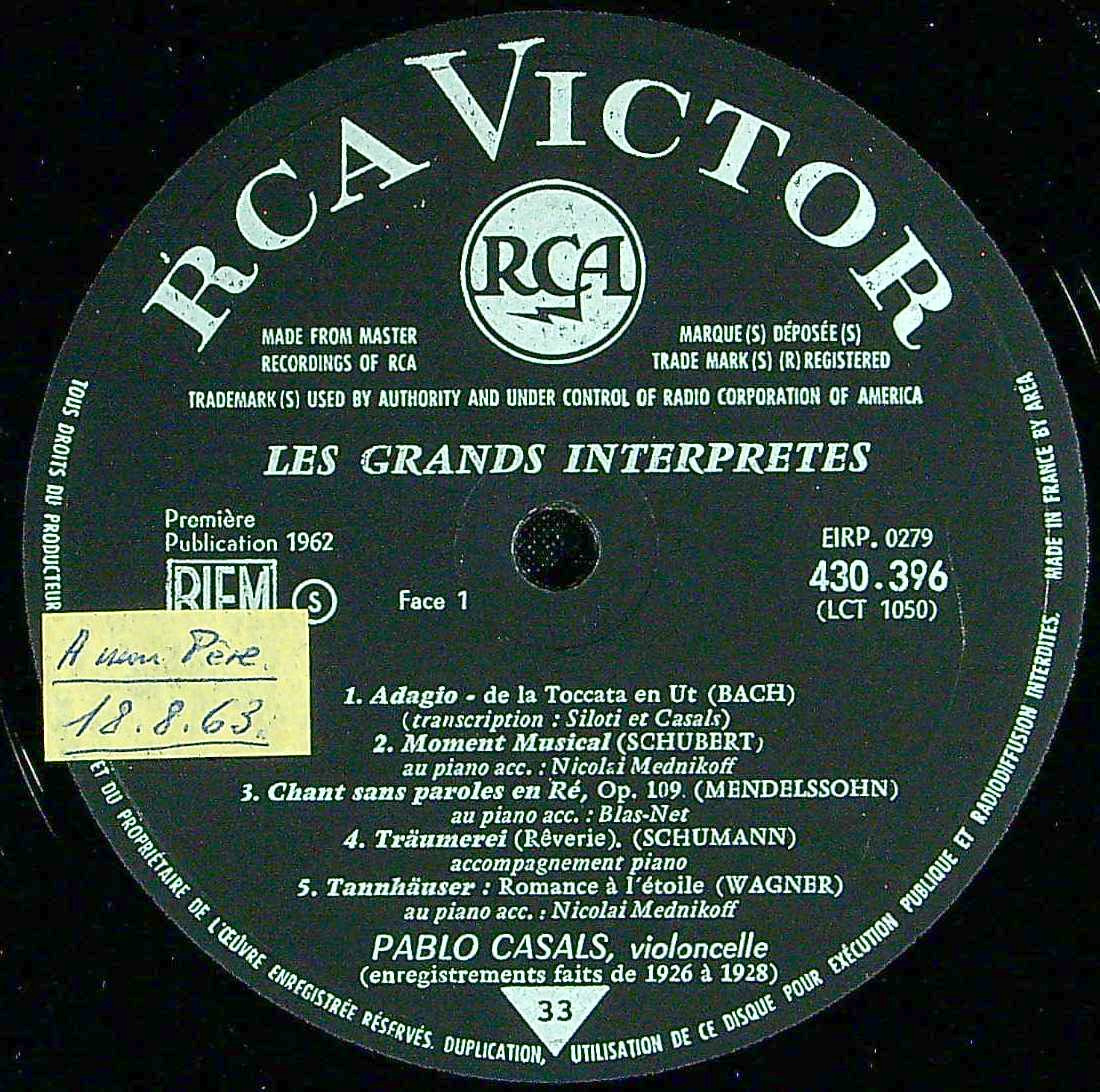 RCA VICTOR
RCA
MADE FROM MASTER
RECORDINGS OF RCA
MARQUE(S) DÉPOSÉE(S)
TRADE MARK(S) (R) REGISTERED
TRADEMARK(S) USED BY AUTHORITY AND UNDER CONTROL OF RADIO CORPORATION OF AMERICA
LES GRANDS INTERPRETES
Première
Publication 1962
BIEM
S
Face 1
EIRP. 0279
430.396
(LCT 1050)
A mon Père.
18.8.63.
1. Adagio - de la Toccata en Ut (BACH)
(transcription : Siloti et Casals)
2. Moment Musical (SCHUBERT)
au piano acc. : Nicolai Mednikoff
3. Chant sans paroles en Ré, Op. 109. (MENDELSSOHN)
au piano acc. : Blas-Net
4. Träumerei (Rêverie). (SCHUMANN)
accompagnement piano
5. Tannhäuser : Romance à l'étoile (WAGNER)
au piano acc. : Nicolai Mednikoff
PABLO CASALS, violoncelle
(enregistrements faits de 1926 à 1928)
33
TOUS DROITS DU PRODUCTEUR ET DU PROPRIÉTAIRE DE L'ŒUVRE ENREGISTRÉE RÉSERVÉS. DUPLICATION, UTILISATION DE CE DISQUE POUR EXÉCUTION PUBLIQUE ET RADIODIFFUSION INTERDITES. MADE IN FRANCE BY AREA